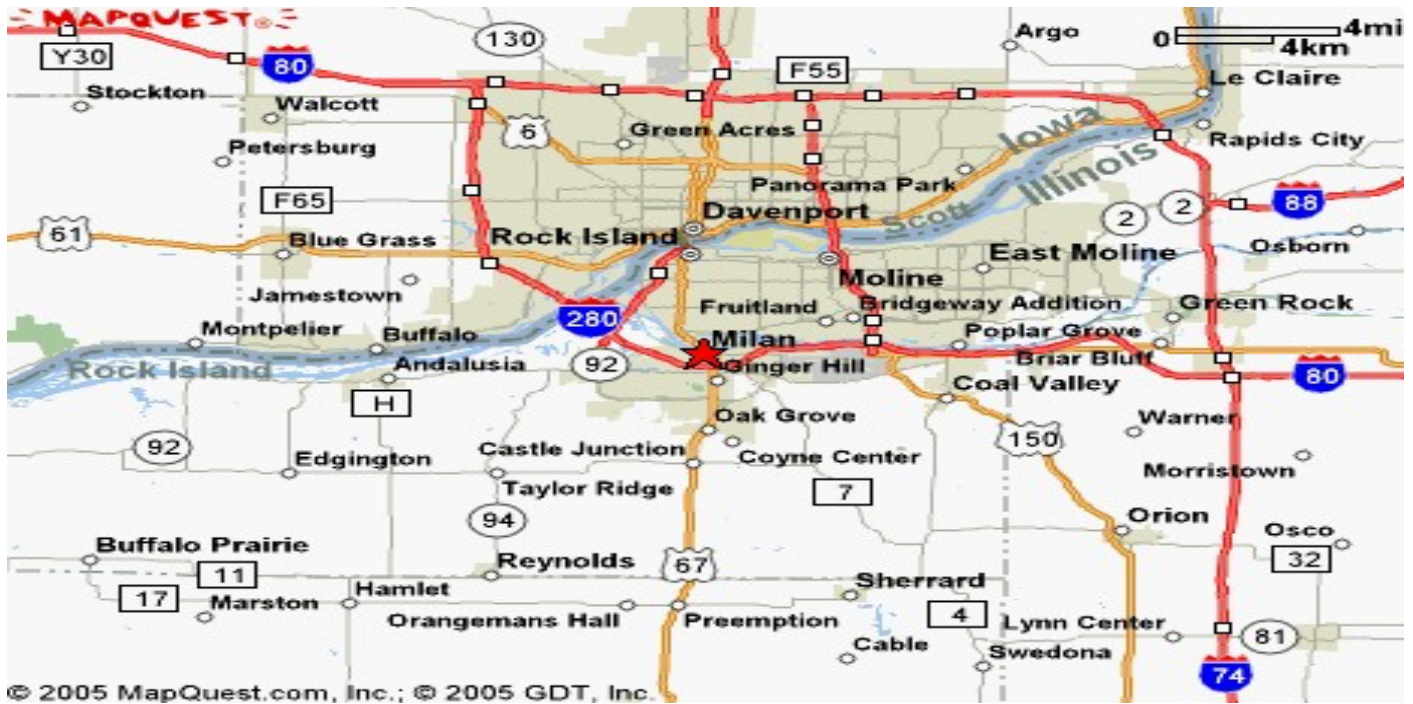 MAPQUEST
130
Argo
0 4mi
4km
Y30
80
F55
Stockton
Walcott
Le Claire
6
Green Acres
Iowa
Rapids City
Petersburg
Illinois
Panorama Park
F65
Davenport
Scott
2
2
88
61
Blue Grass
Rock Island
East Moline
Osborn
Jamestown
Moline
Fruitland
Bridgeway Addition
Green Rock
280
Montpelier
Buffalo
Milan
Poplar Grove
Rock Island
Andalusia
92
Ginger Hill
Briar Bluff
80
H
Coal Valley
Oak Grove
Warner
92
Edgington
Castle Junction
Coyne Center
150
Morristown
Taylor Ridge
7
94
Orion
Osco
Buffalo Prairie
11
Reynolds
67
Sherrard
32
17
Marston
Hamlet
Orangemans Hall
Preemption
4
Lynn Center
81
Cable
Swedona
74
© 2005 MapQuest.com, Inc.; © 2005 GDT, Inc.